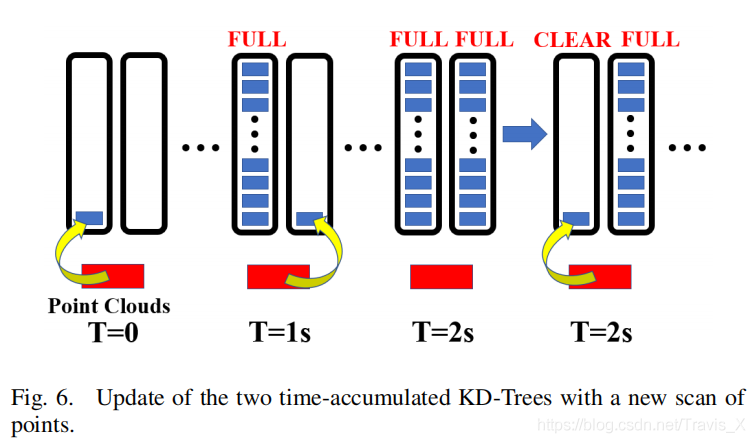 FULL FULL FULL CLEAR FULL
Point Clouds
T=0 T=1s T=2s T=2s
Fig. 6. Update of the two time-accumulated KD-Trees with a new scan of
points.
https://blog.csdn.net/Travis_X